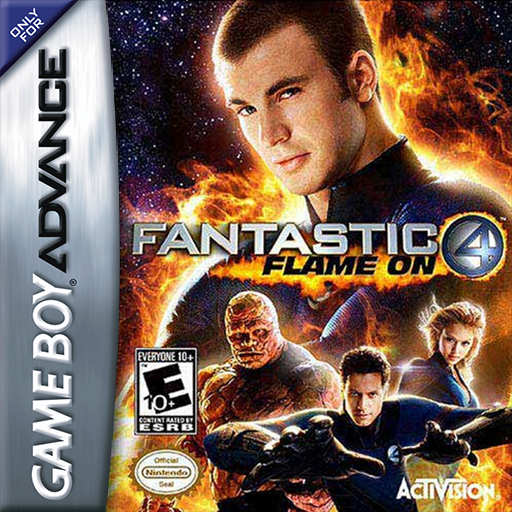 ONLY
FOR
GAME BOY ADVANCE
FANTASTIC 4
™
FLAME ON
EVERYONE 10+
E
10+
CONTENT RATED BY
ESRB
Official
Nintendo
Seal
ACTIVISION